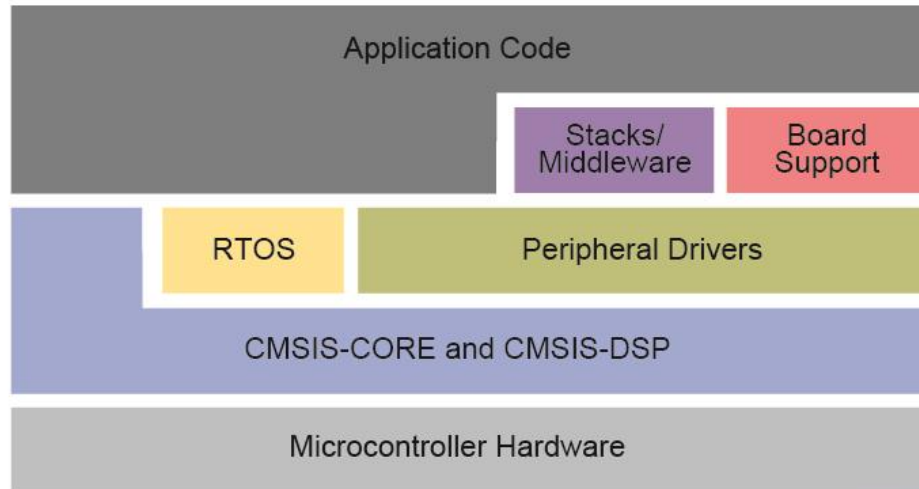 Application Code
Stacks/
Middleware
Board
Support
RTOS
Peripheral Drivers
CMSIS-CORE and CMSIS-DSP
Microcontroller Hardware